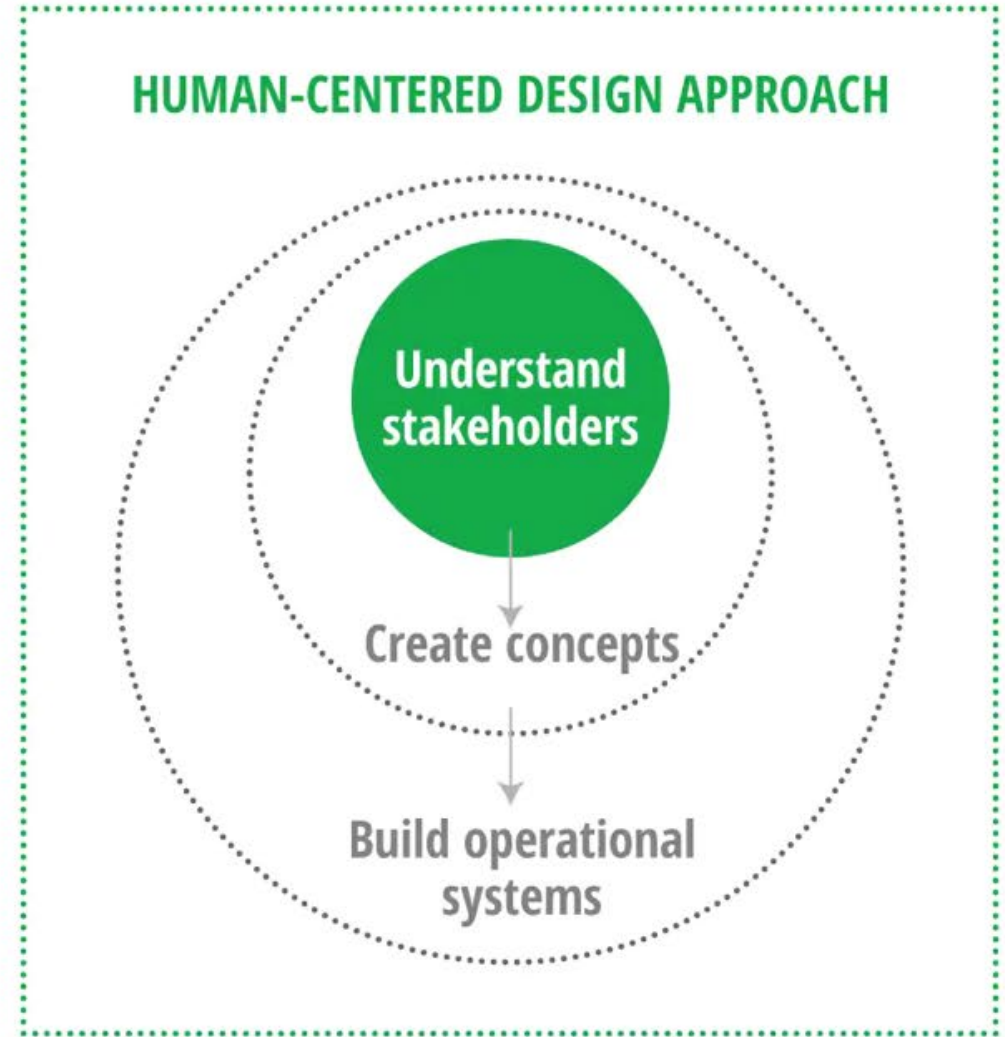 HUMAN-CENTERED DESIGN APPROACH
Understand
stakeholders
Create concepts
Build operational
systems